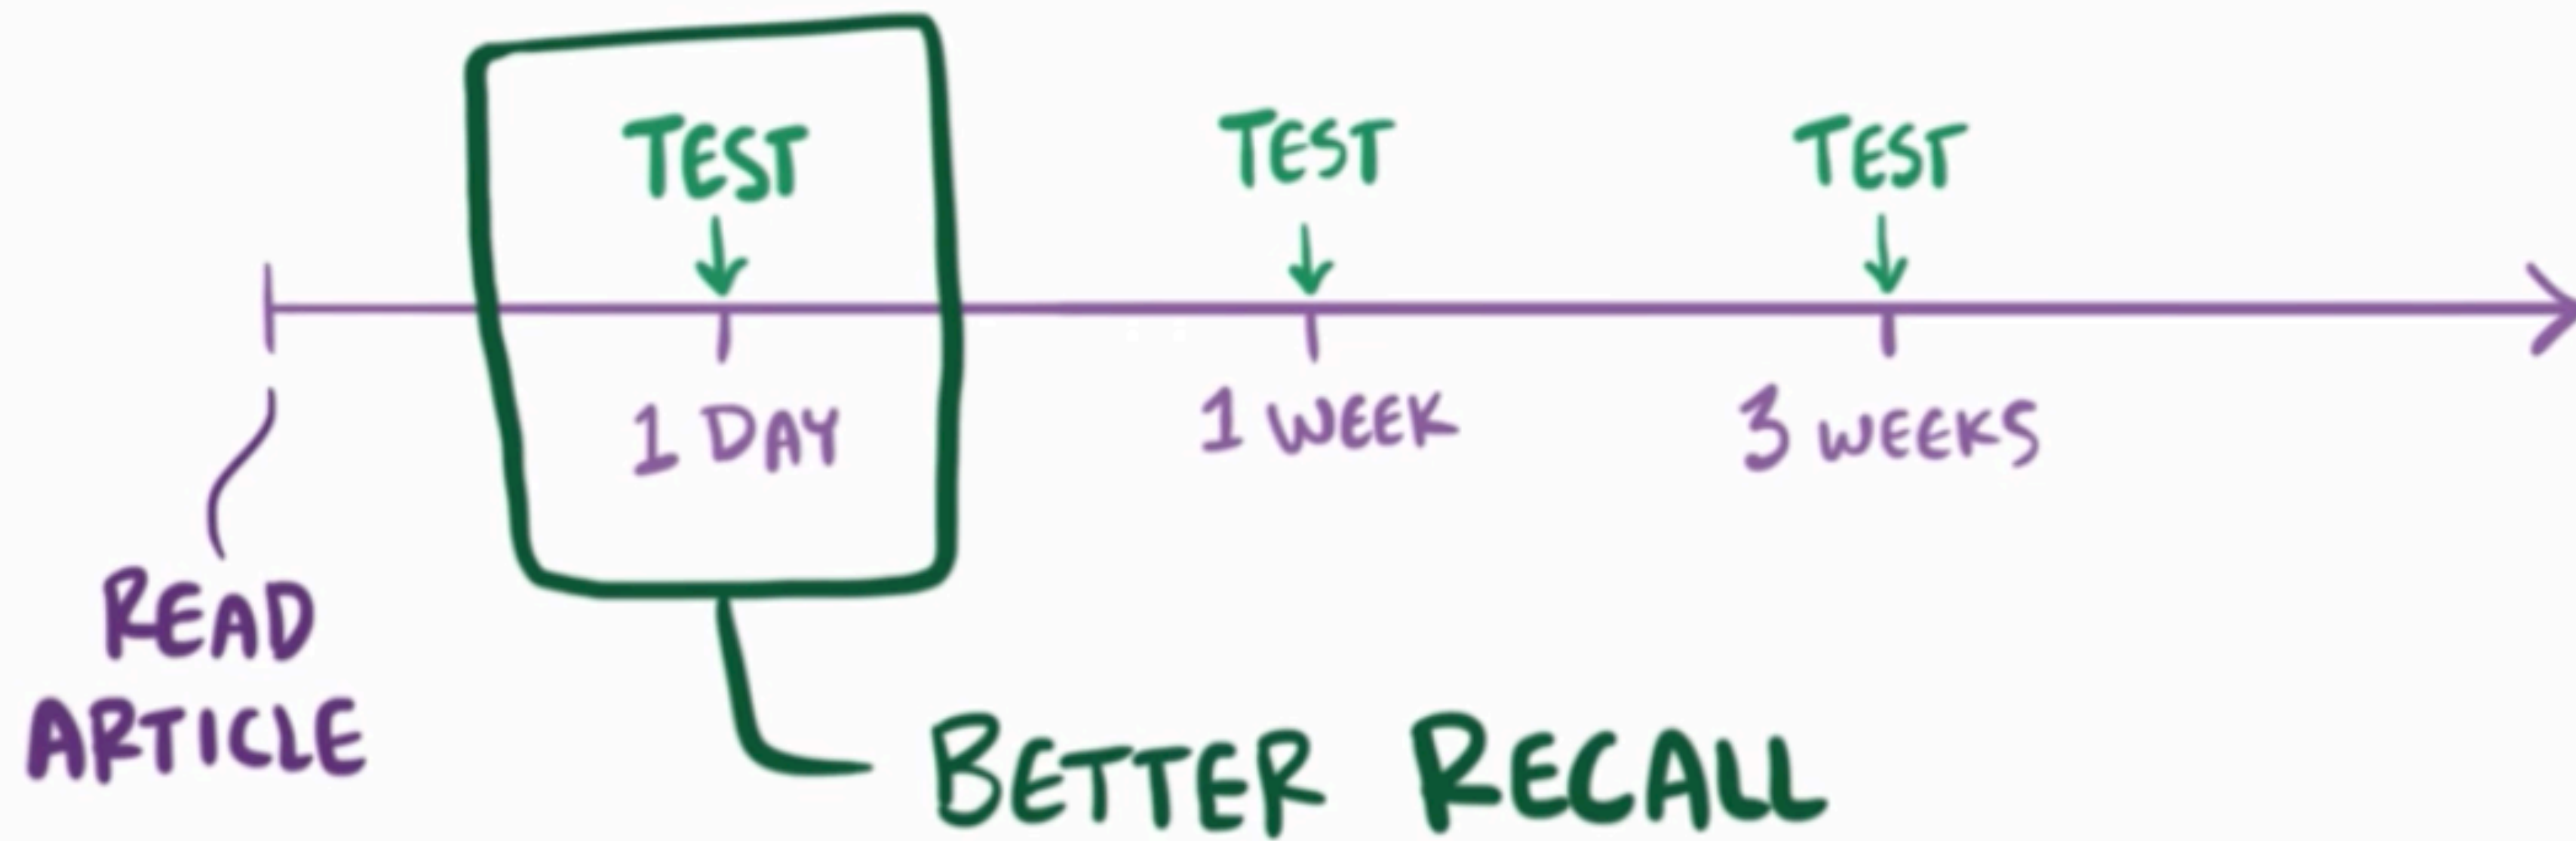 TEST
TEST
TEST
1 DAY
1 WEEK
3 WEEKS
READ
ARTICLE
BETTER RECALL